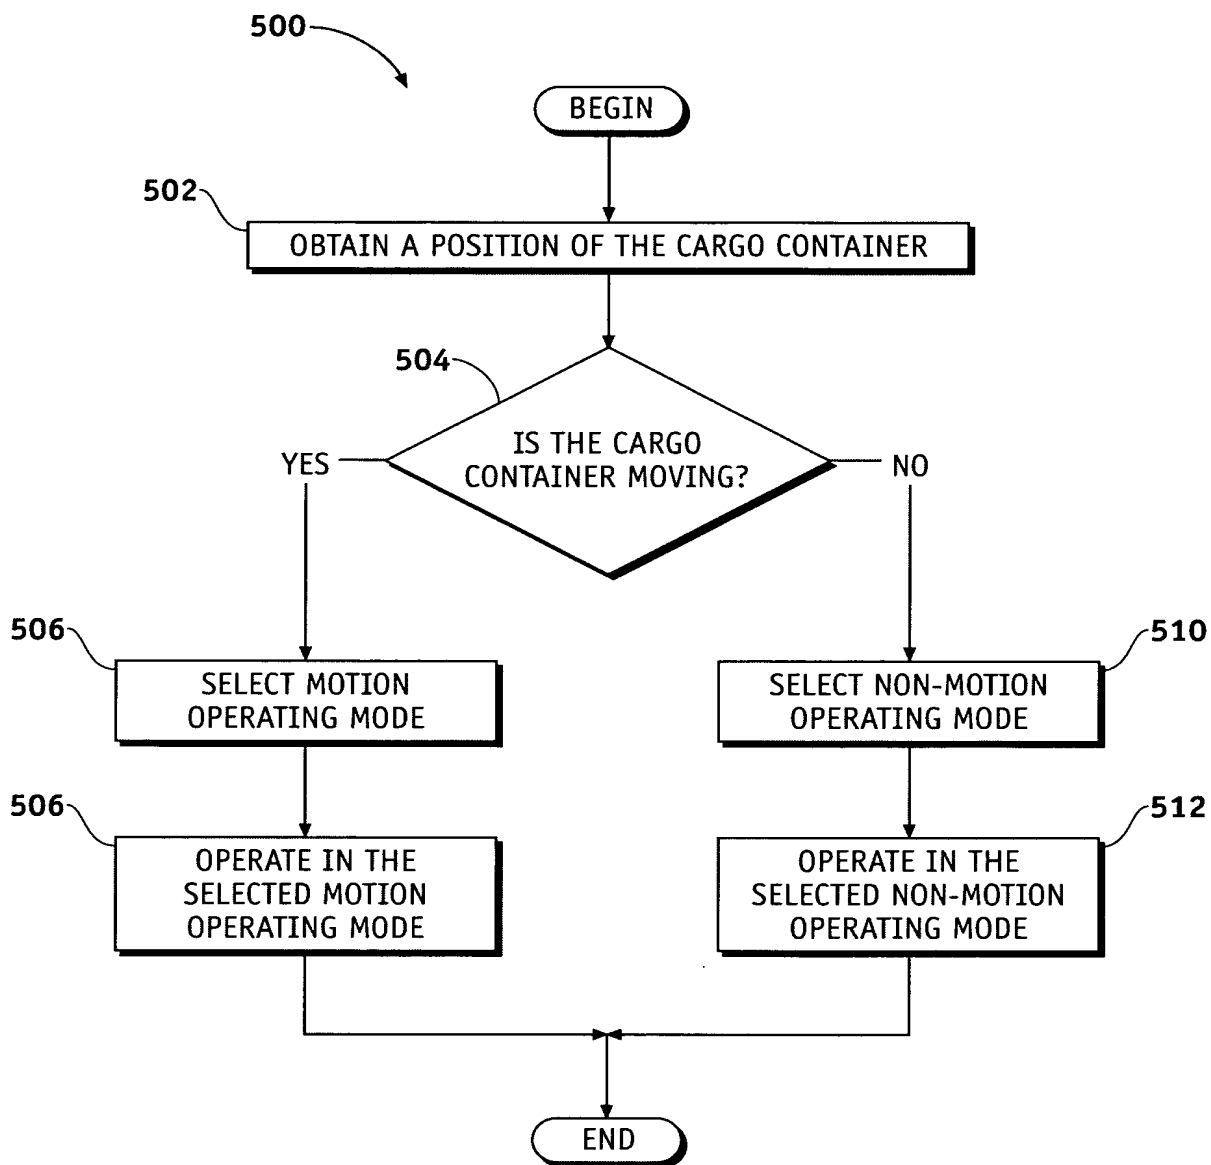 500
BEGIN
502
OBTAIN A POSITION OF THE CARGO CONTAINER
504
IS THE CARGO
CONTAINER MOVING?
YES
NO
506
SELECT MOTION
OPERATING MODE
510
SELECT NON-MOTION
OPERATING MODE
506
OPERATE IN THE
SELECTED MOTION
OPERATING MODE
512
OPERATE IN THE
SELECTED NON-MOTION
OPERATING MODE
END